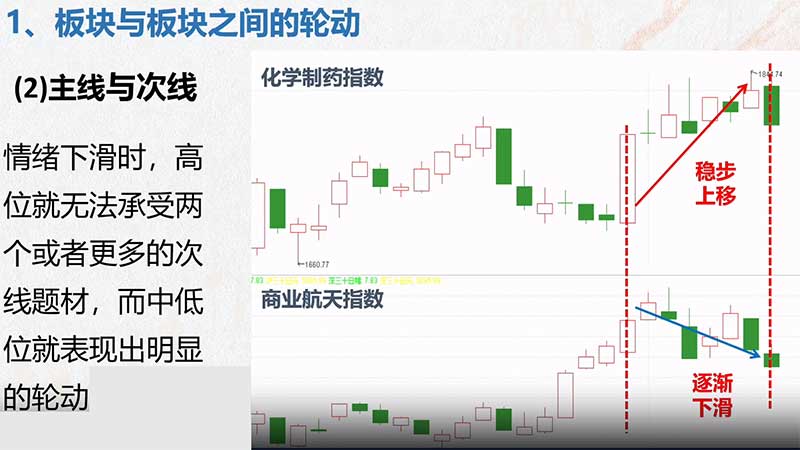 1、板块与板块之间的轮动
(2)主线与次线
情绪下滑时，高
位就无法承受两
个或者更多的次
线题材，而中低
位就表现出明显
的轮动
化学制药指数
1844.74
稳步
上移
1660.77
商业航天指数
逐渐
下滑